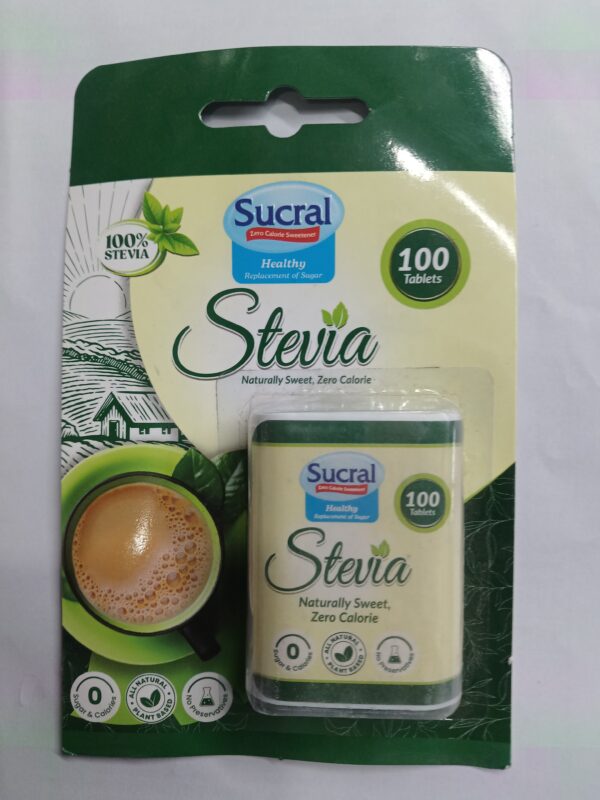 100%
STEVIA
Sucral
Zero Calorie Sweetener
Healthy
Replacement of Sugar
100
Tablets
Stevia
Naturally Sweet, Zero Calorie
Sucral
Zero Calorie Sweetener
Healthy
Replacement of Sugar
100
Tablets
Stevia
Naturally Sweet,
Zero Calorie
0
Sugar & Calories
ALL NATURAL
PLANT BASED
No Preservatives
0
Sugar & Calories
ALL NATURAL
PLANT BASED
No Preservatives